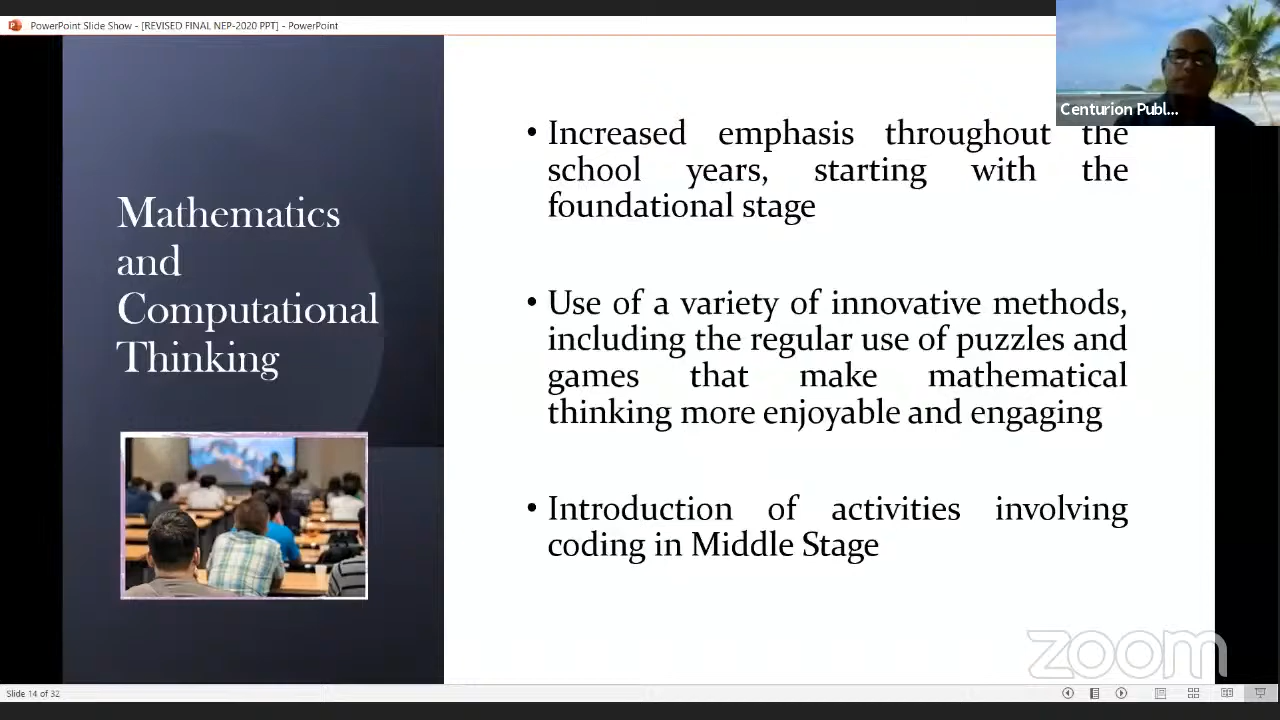 PowerPoint Slide Show - [REVISED FINAL NEP-2020 PPT] - PowerPoint
Centurion Publ...
Mathematics
and
Computational
Thinking
• Increased emphasis throughout the
school years, starting with the
foundational stage
• Use of a variety of innovative methods,
including the regular use of puzzles and
games that make mathematical
thinking more enjoyable and engaging
• Introduction of activities involving
coding in Middle Stage
zoom
Slide 14 of 32